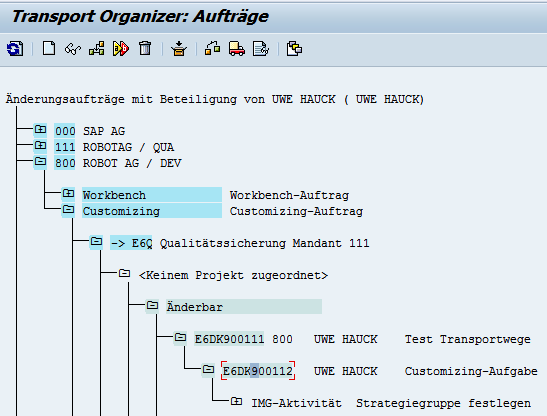 Transport Organizer: Aufträge
Änderungsaufträge mit Beteiligung von UWE HAUCK ( UWE HAUCK)
000 SAP AG
111 ROBOTAG / QUA
800 ROBOT AG / DEV
Workbench Workbench-Auftrag
Customizing Customizing-Auftrag
-> E6Q Qualitätssicherung Mandant 111
<Keinem Projekt zugeordnet>
Änderbar
E6DK900111 800 UWE HAUCK Test Transportwege
E6DK900112 UWE HAUCK Customizing-Aufgabe
IMG-Aktivität Strategiegruppe festlegen